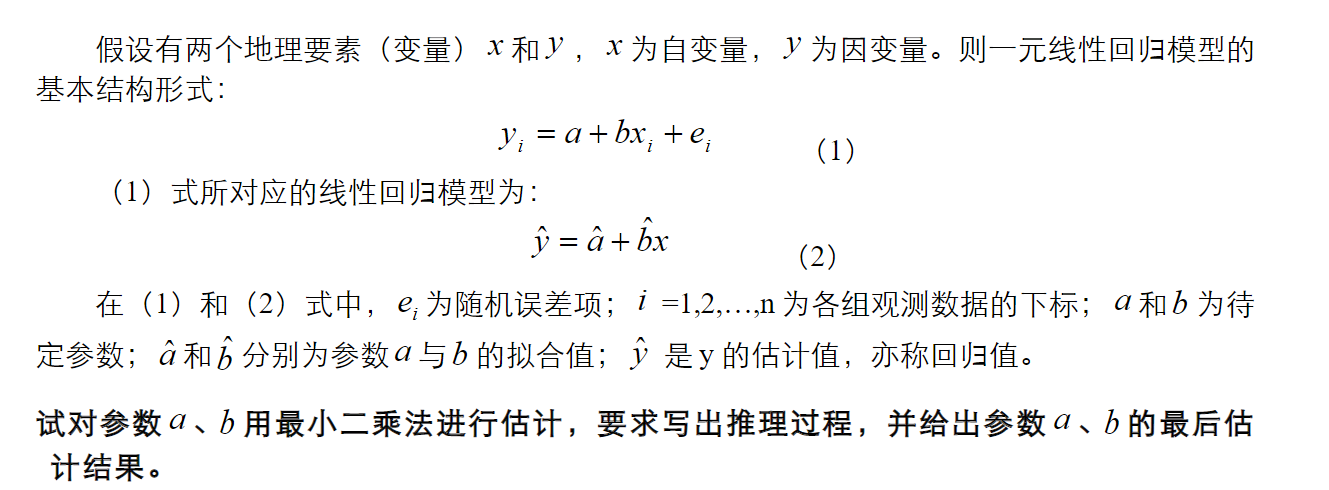 假设有两个地理要素（变量）x 和 y，x 为自变量，y 为因变量。则一元线性回归模型的
基本结构形式：
yᵢ = a + bxᵢ + eᵢ （1）
（1）式所对应的线性回归模型为：
ŷ = â + b̂x （2）
在（1）和（2）式中，eᵢ 为随机误差项；i =1,2,…,n 为各组观测数据的下标；a 和 b 为待
定参数；â 和 b̂ 分别为参数 a 与 b 的拟合值；ŷ 是 y 的估计值，亦称回归值。
试对参数 a、b 用最小二乘法进行估计，要求写出推理过程，并给出参数 a、b 的最后估
计结果。